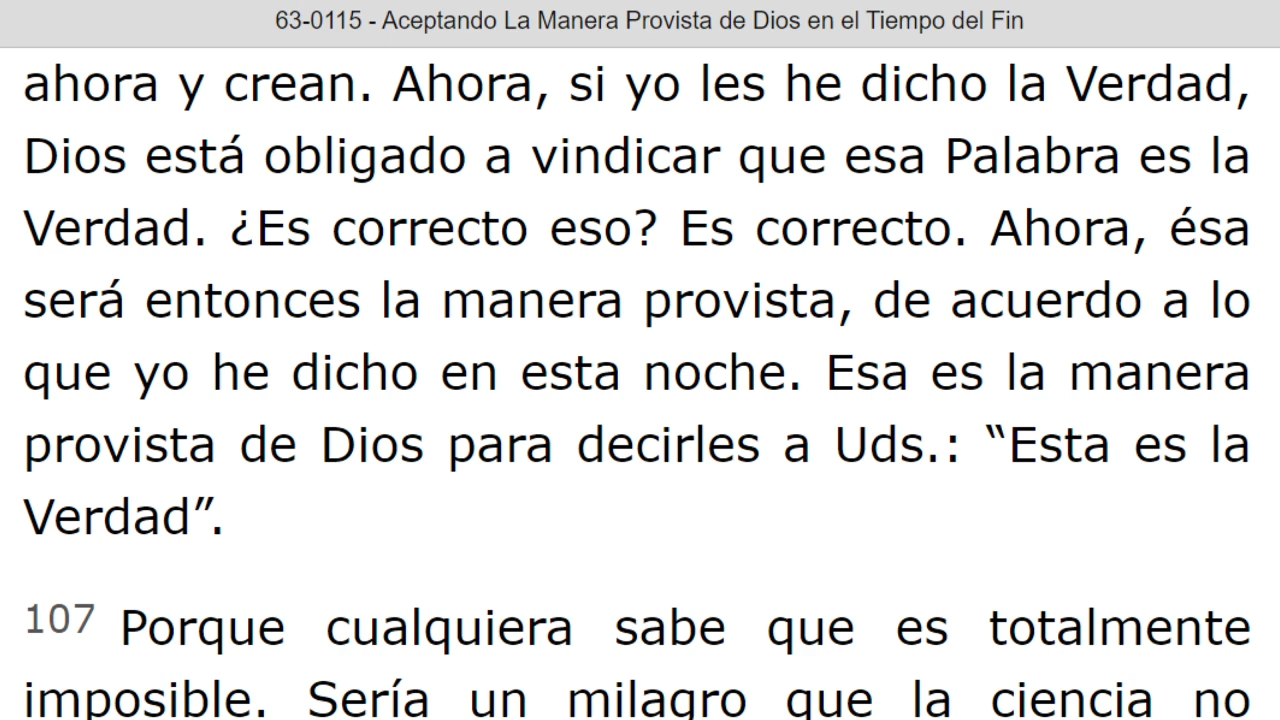 63-0115 - Aceptando La Manera Provista de Dios en el Tiempo del Fin
ahora y crean. Ahora, si yo les he dicho la Verdad,
Dios está obligado a vindicar que esa Palabra es la
Verdad. ¿Es correcto eso? Es correcto. Ahora, ésa
será entonces la manera provista, de acuerdo a lo
que yo he dicho en esta noche. Esa es la manera
provista de Dios para decirles a Uds.: “Esta es la
Verdad”.
107 Porque cualquiera sabe que es totalmente
imposible. Sería un milagro que la ciencia no